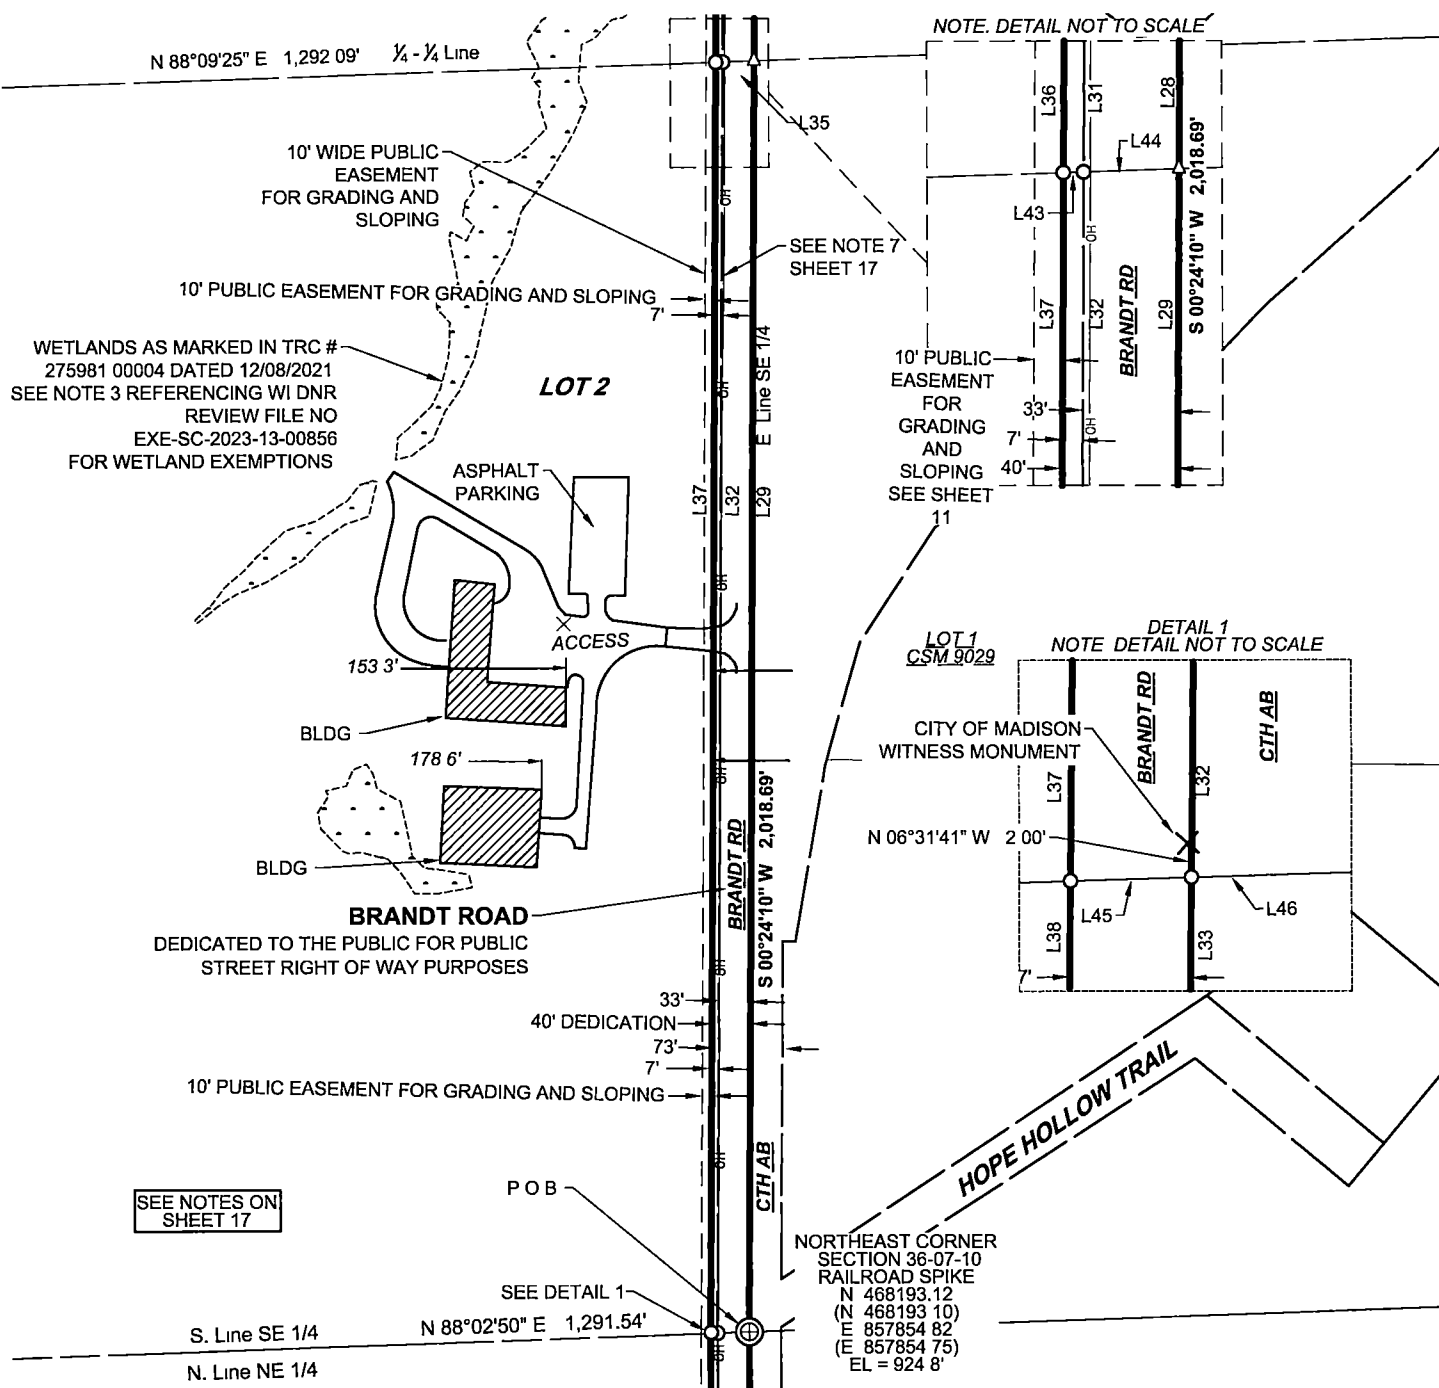 NOTE. DETAIL NOT TO SCALE
N 88°09'25" E 1,292 09' ¼ - ¼ Line
L35
10' WIDE PUBLIC
EASEMENT
FOR GRADING AND
SLOPING
OH
SEE NOTE 7
SHEET 17
10' PUBLIC EASEMENT FOR GRADING AND SLOPING
7'
WETLANDS AS MARKED IN TRC #
275981 00004 DATED 12/08/2021
SEE NOTE 3 REFERENCING WI DNR
REVIEW FILE NO
EXE-SC-2023-13-00856
FOR WETLAND EXEMPTIONS
LOT 2
E Line SE 1/4
OH
L36
L31
L28
L44
L43
OH
S 00°24'10" W 2,018.69'
L37
L32
BRANDT RD
L29
10' PUBLIC
EASEMENT
FOR
GRADING
AND
SLOPING
SEE SHEET
11
33'
7'
40'
OH
ASPHALT
PARKING
L37
L32
L29
OH
ACCESS
153 3'
BLDG
178 6'
OH
BLDG
LOT 1
CSM 9029
DETAIL 1
NOTE DETAIL NOT TO SCALE
BRANDT RD
CTH AB
CITY OF MADISON
WITNESS MONUMENT
L37
L32
N 06°31'41" W 2 00'
L45
L46
L38
L33
7'
BRANDT RD
S 00°24'10" W 2,018.69'
BRANDT ROAD
DEDICATED TO THE PUBLIC FOR PUBLIC
STREET RIGHT OF WAY PURPOSES
OH
33'
40' DEDICATION
73'
7'
10' PUBLIC EASEMENT FOR GRADING AND SLOPING
HOPE HOLLOW TRAIL
OH
CTH AB
P O B
SEE NOTES ON
SHEET 17
NORTHEAST CORNER
SECTION 36-07-10
RAILROAD SPIKE
N 468193.12
(N 468193 10)
E 857854 82
(E 857854 75)
EL = 924 8'
SEE DETAIL 1
S. Line SE 1/4
N 88°02'50" E 1,291.54'
N. Line NE 1/4
OH